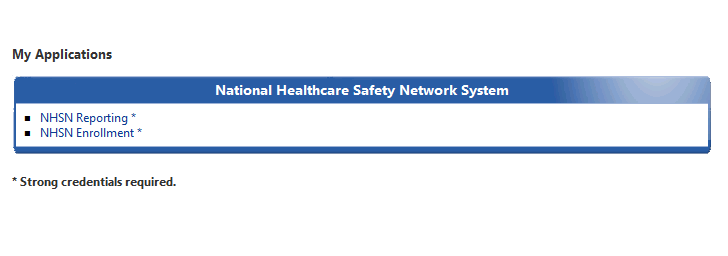 My Applications
National Healthcare Safety Network System
NHSN Reporting *
NHSN Enrollment *
* Strong credentials required.